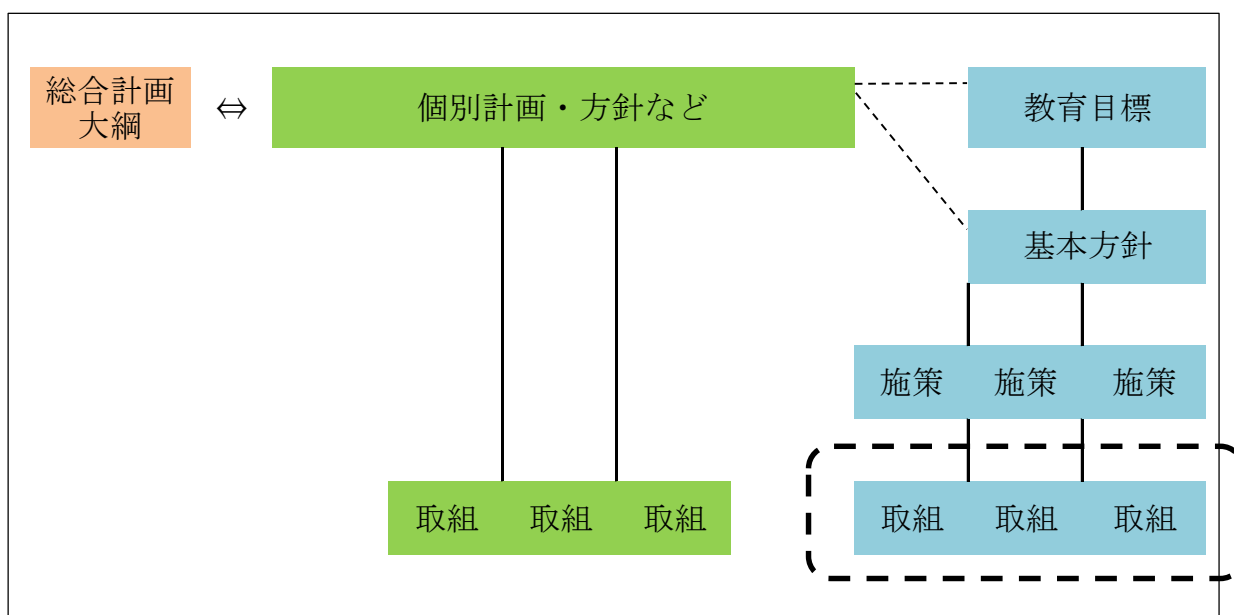 総合計画
大綱
⇔
個別計画・方針など
教育目標
基本方針
施策 施策 施策
取組 取組 取組
取組 取組 取組